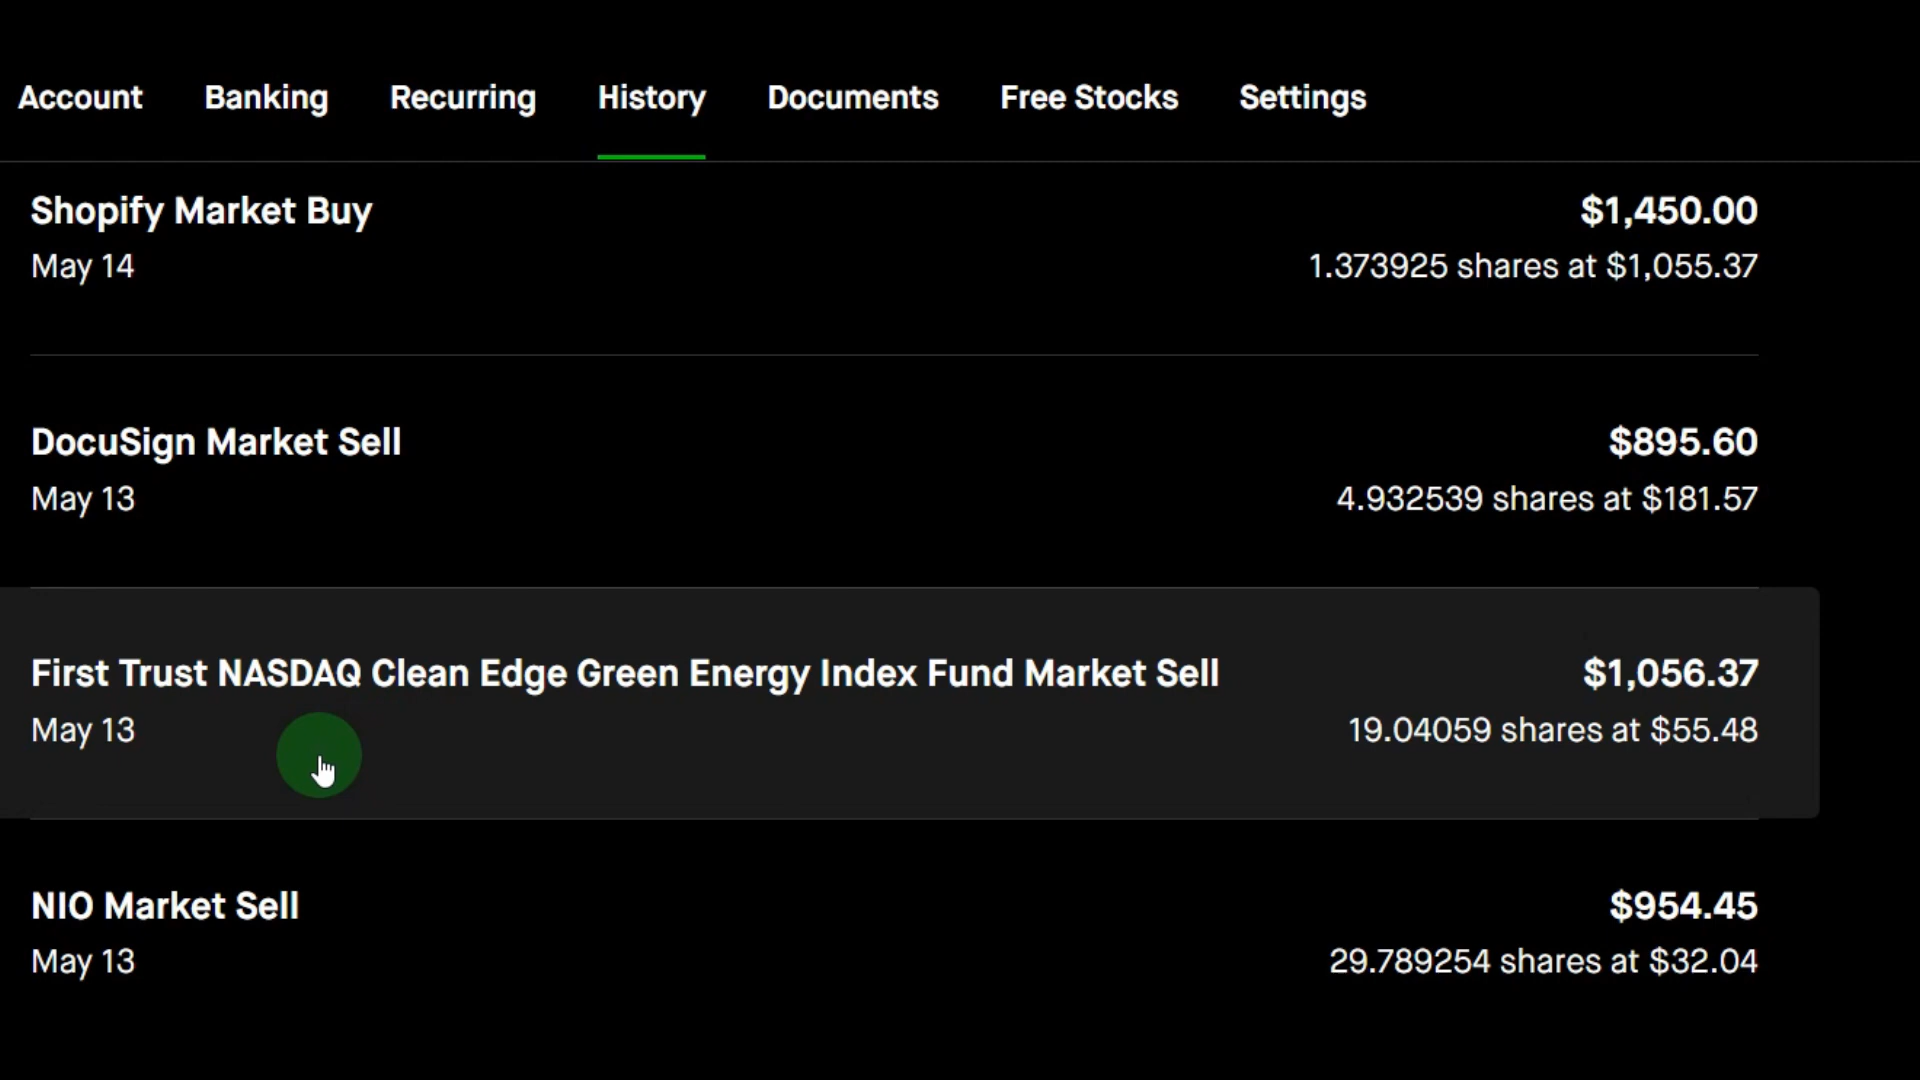 Account Banking Recurring History Documents Free Stocks Settings
Shopify Market Buy $1,450.00
May 14 1.373925 shares at $1,055.37
DocuSign Market Sell $895.60
May 13 4.932539 shares at $181.57
First Trust NASDAQ Clean Edge Green Energy Index Fund Market Sell $1,056.37
May 13 19.04059 shares at $55.48
NIO Market Sell $954.45
May 13 29.789254 shares at $32.04